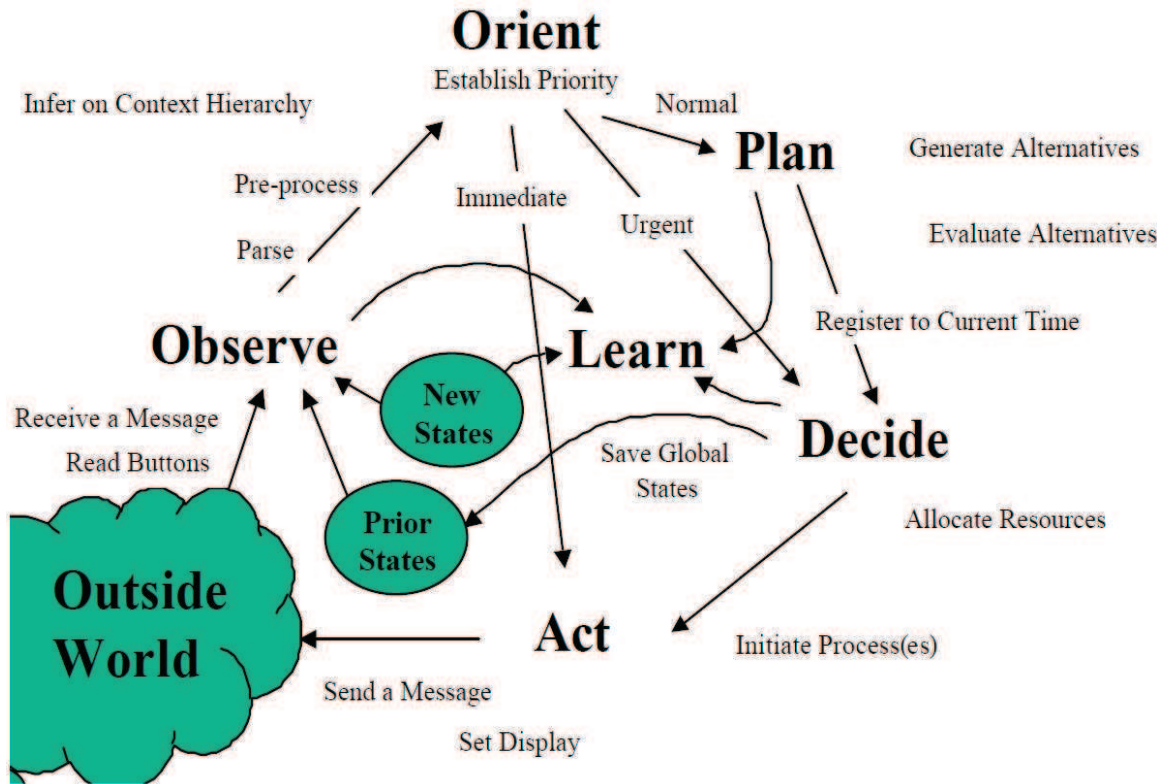 Orient
Establish Priority
Infer on Context Hierarchy
Normal
Plan
Generate Alternatives
Pre-process
Immediate
Urgent
Evaluate Alternatives
Parse
Register to Current Time
Observe
Learn
New
States
Receive a Message
Read Buttons
Decide
Save Global
States
Prior
States
Allocate Resources
Outside
World
Act
Initiate Process(es)
Send a Message
Set Display